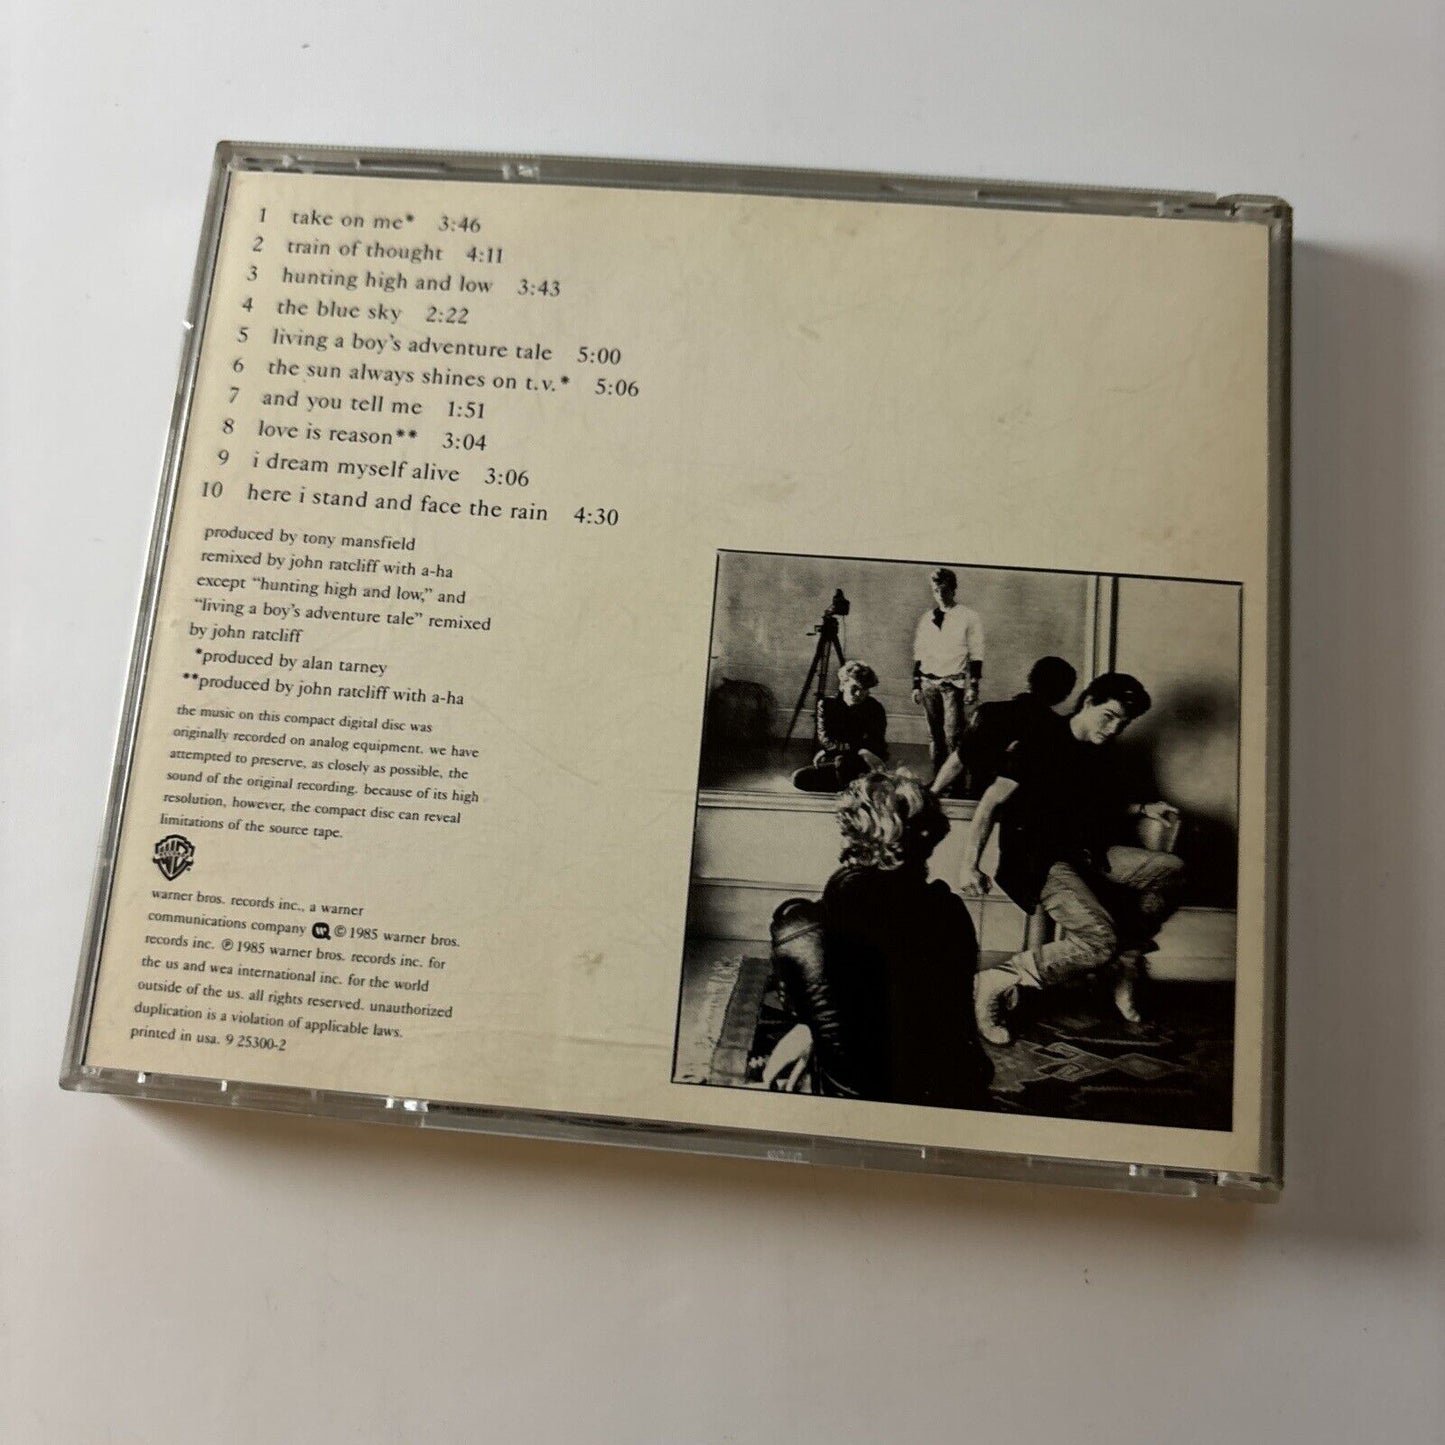 1 take on me* 3:46
2 train of thought 4:11
3 hunting high and low 3:43
4 the blue sky 2:22
5 living a boy's adventure tale 5:00
6 the sun always shines on t.v.* 5:06
7 and you tell me 1:51
8 love is reason** 3:04
9 i dream myself alive 3:06
10 here i stand and face the rain 4:30
produced by tony mansfield
remixed by john ratcliff with a-ha
except “hunting high and low,” and
“living a boy's adventure tale” remixed
by john ratcliff
*produced by alan tarney
**produced by john ratcliff with a-ha
the music on this compact digital disc was
originally recorded on analog equipment. we have
attempted to preserve, as closely as possible, the
sound of the original recording. because of its high
resolution, however, the compact disc can reveal
limitations of the source tape.
warner bros. records inc., a warner
communications company © 1985 warner bros.
records inc. ℗ 1985 warner bros. records inc. for
the us and wea international inc. for the world
outside of the us. all rights reserved. unauthorized
duplication is a violation of applicable laws.
printed in usa. 9 25300-2